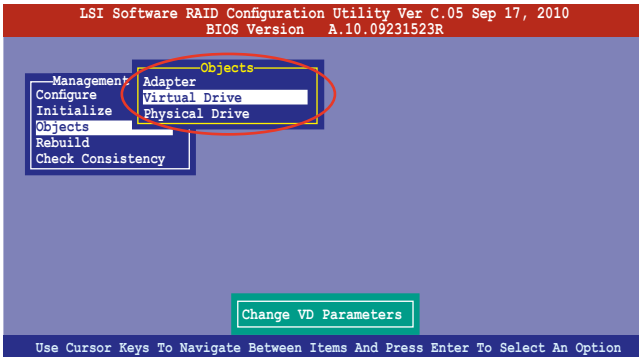 LSI Software RAID Configuration Utility Ver C.05 Sep 17, 2010
BIOS Version A.10.09231523R
Management
Configure
Initialize
Objects
Rebuild
Check Consistency
Objects
Adapter
Virtual Drive
Physical Drive
Change VD Parameters
Use Cursor Keys To Navigate Between Items And Press Enter To Select An Option